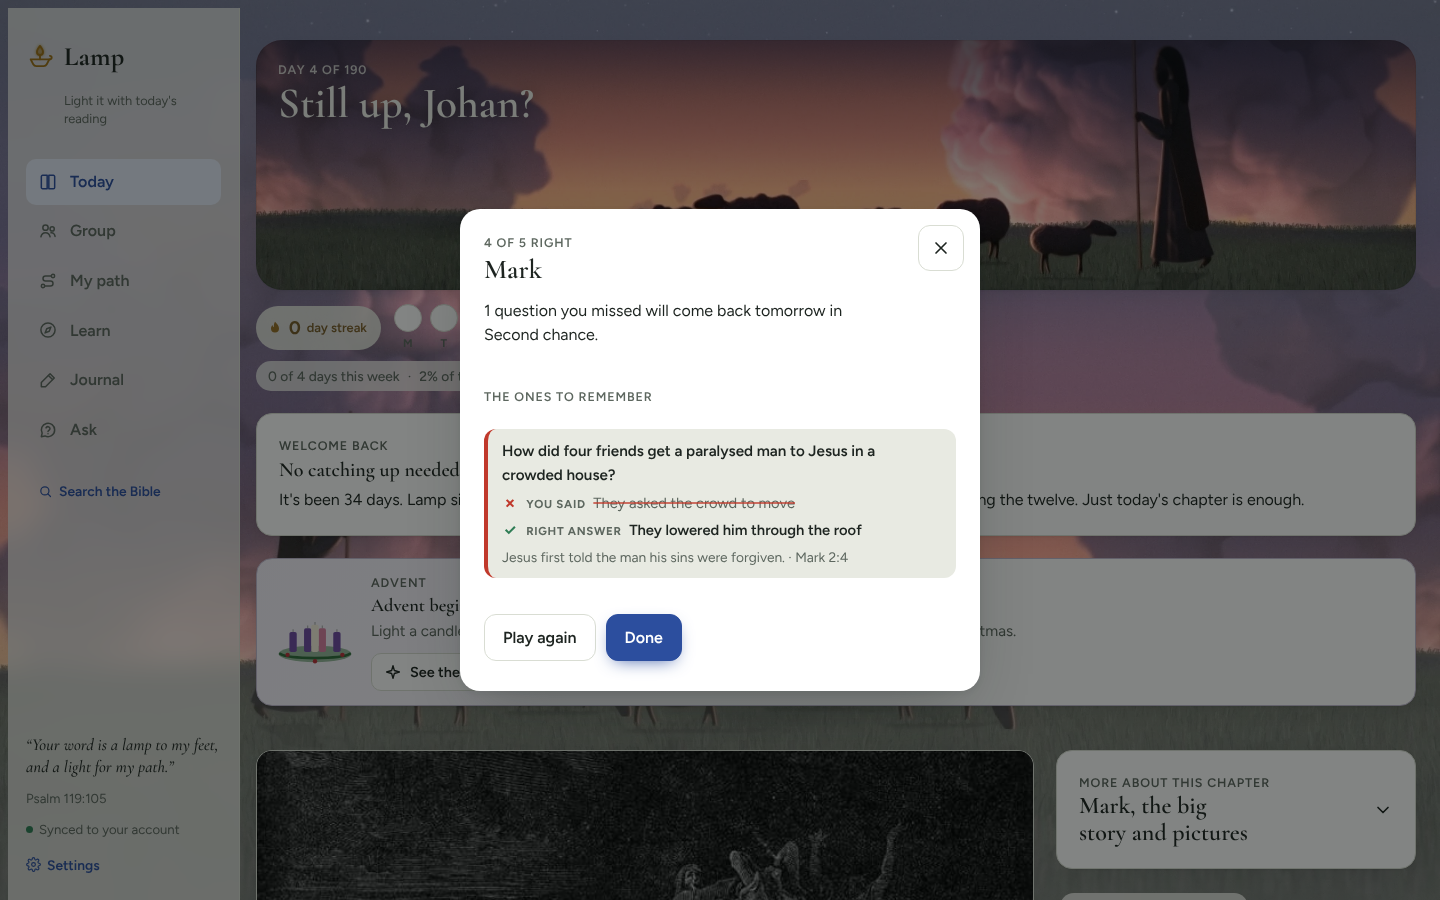 Lamp
Light it with today's
reading
Today
Group
My path
Learn
Journal
Ask
Search the Bible
“Your word is a lamp to my feet,
and a light for my path.”
Psalm 119:105
Synced to your account
Settings
DAY 4 OF 190
Still up, Johan?
0 day streak
M T
0 of 4 days this week · 2% of
WELCOME BACK
No catching up needed
It's been 34 days. Lamp
ng the twelve. Just today's chapter is enough.
ADVENT
Advent
Light a
tmas.
See the
4 OF 5 RIGHT
Mark
1 question you missed will come back tomorrow in
Second chance.
THE ONES TO REMEMBER
How did four friends get a paralysed man to Jesus in a
crowded house?
YOU SAID They asked the crowd to move
RIGHT ANSWER They lowered him through the roof
Jesus first told the man his sins were forgiven. · Mark 2:4
Play again
Done
MORE ABOUT THIS CHAPTER
Mark, the big
story and pictures